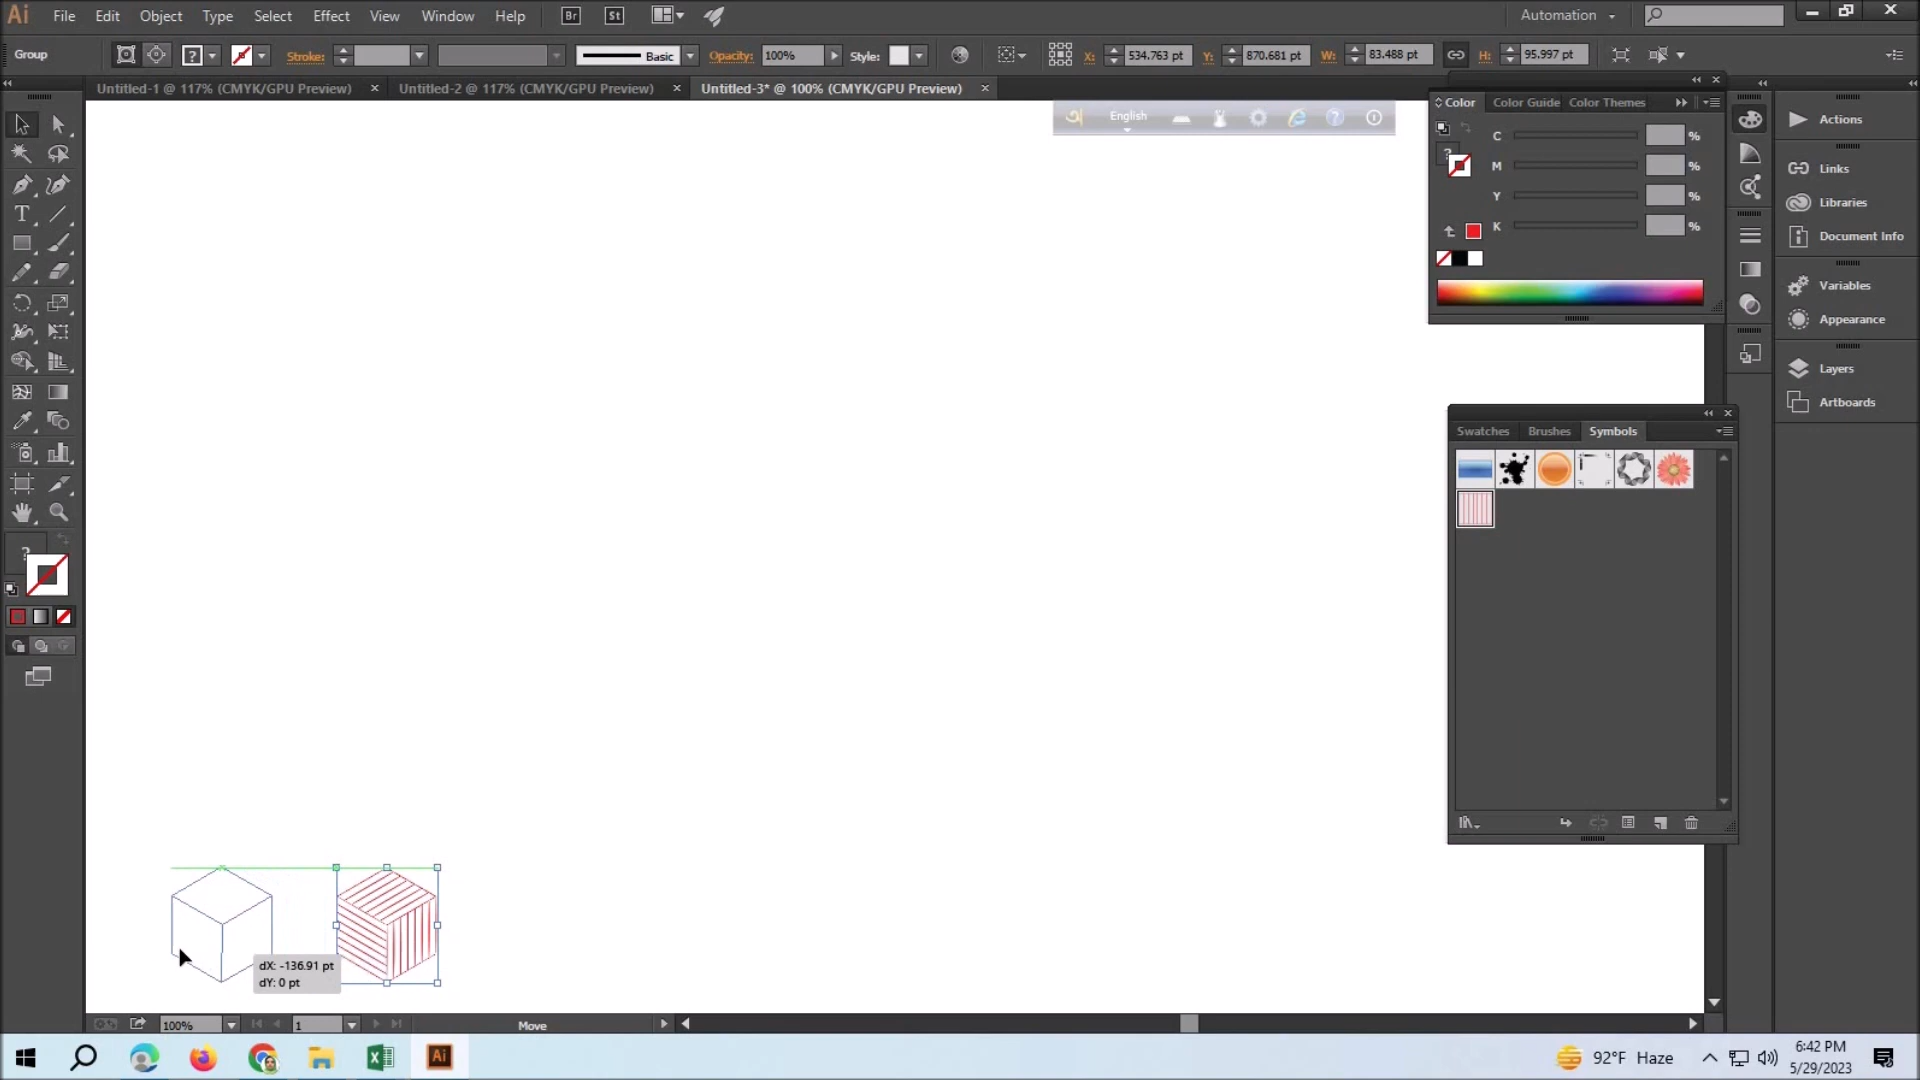 Ai File Edit Object Type Select Effect View Window Help Br St Automation
Group Stroke: Basic Opacity: 100% Style: X: 534.763 pt Y: 870.681 pt W: 83.488 pt H: 95.997 pt
Untitled-1 @ 117% (CMYK/GPU Preview) Untitled-2 @ 117% (CMYK/GPU Preview) Untitled-3* @ 100% (CMYK/GPU Preview)
অ English
Color Color Guide Color Themes
C %
M %
Y %
K %
Actions
Links
Libraries
Document Info
Variables
Appearance
Layers
Artboards
Swatches Brushes Symbols
dX: -136.91 pt
dY: 0 pt
100% 1 Move
Ai 92°F Haze 6:42 PM
5/29/2023